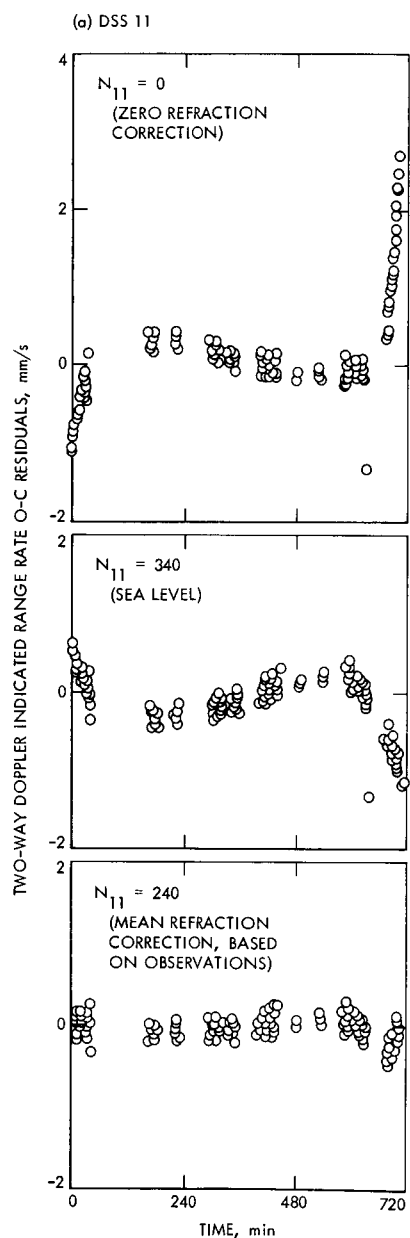 (a) DSS 11
TWO-WAY DOPPLER INDICATED RANGE RATE O-C RESIDUALS, mm/s
4
2
0
-2
N11 = 0
(ZERO REFRACTION
CORRECTION)
2
0
-2
N11 = 340
(SEA LEVEL)
2
0
-2
N11 = 240
(MEAN REFRACTION
CORRECTION, BASED
ON OBSERVATIONS)
0 240 480 720
TIME, min